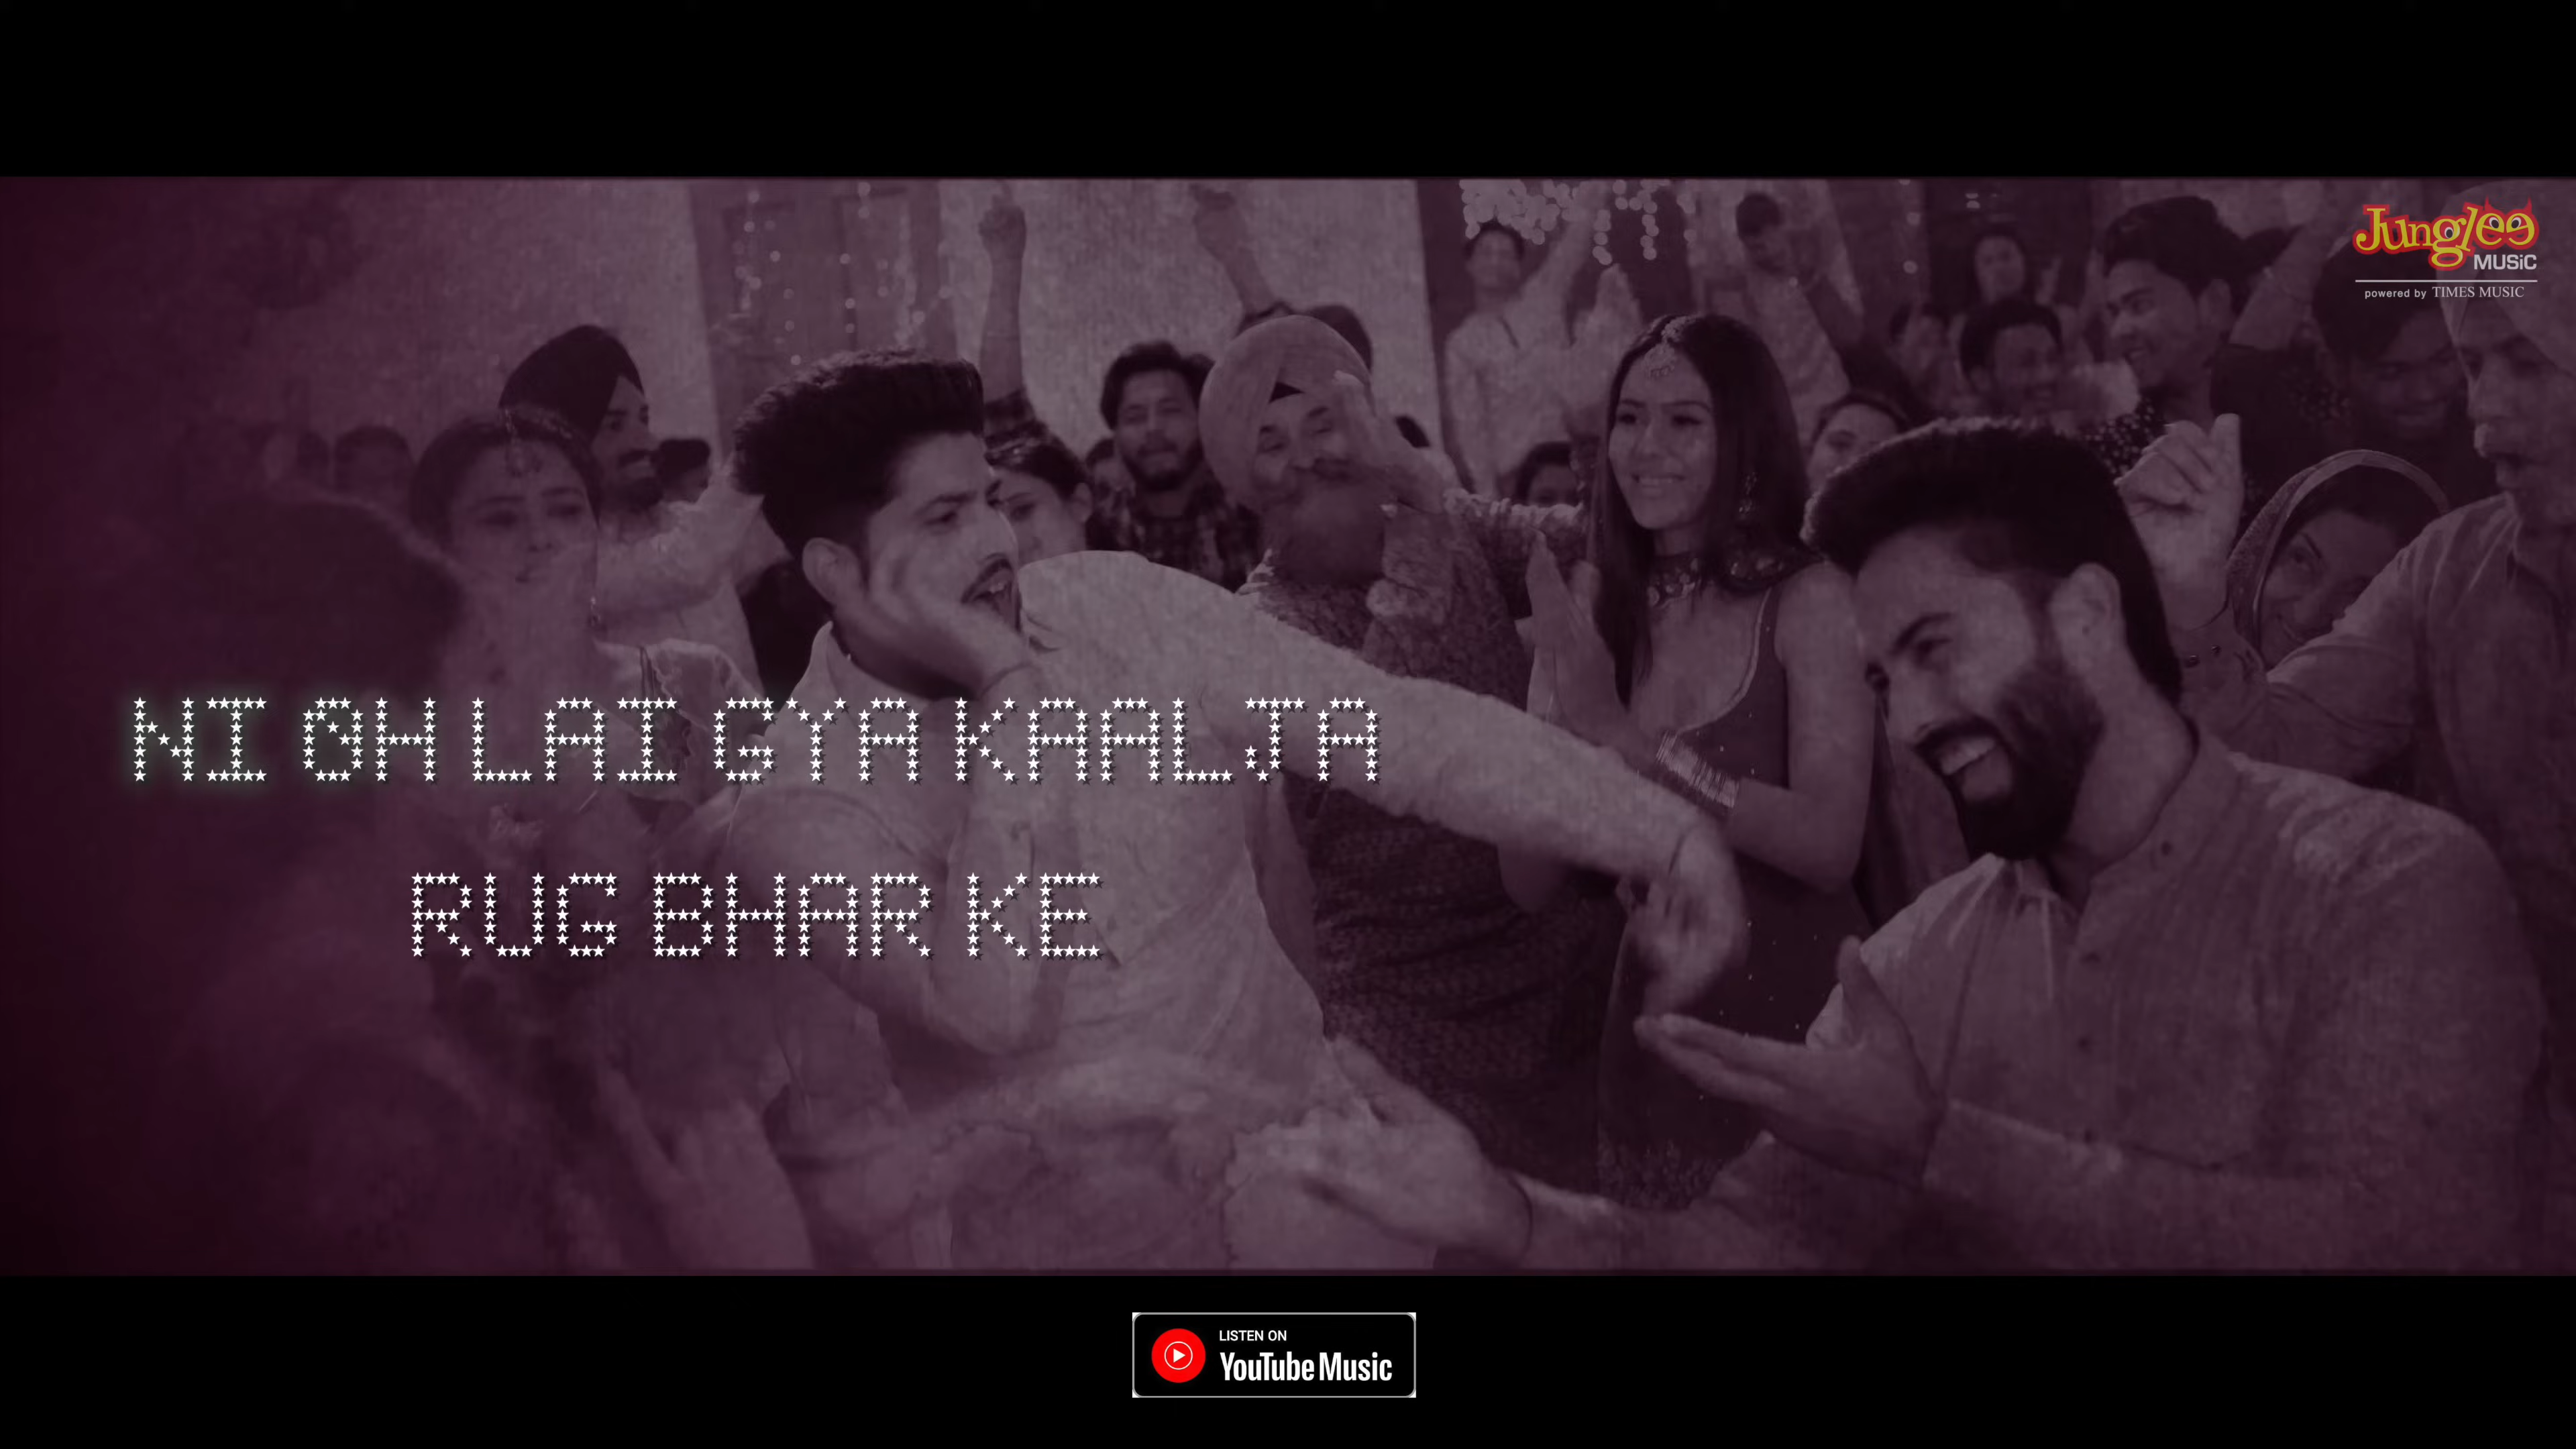 Junglee
MUSiC
powered by TIMES MUSIC
NI OH LAI GYA KAALJA
RUG BHAR KE
LISTEN ON
YouTube Music